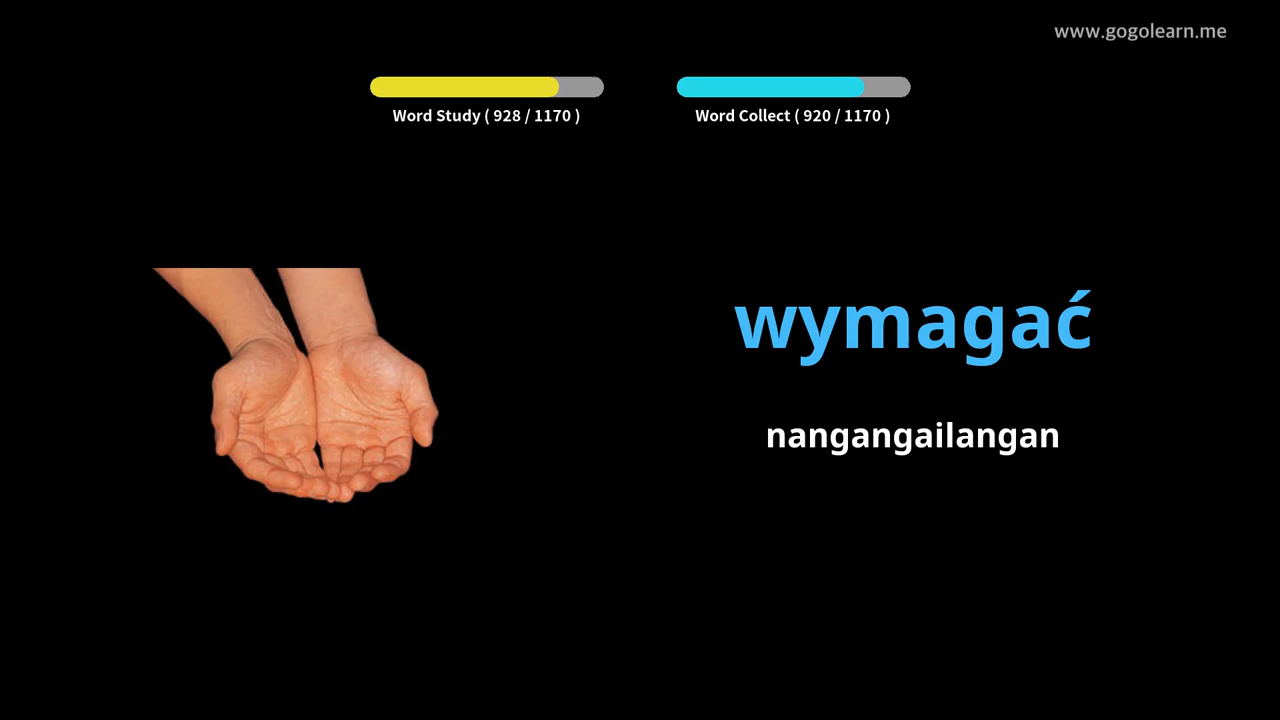 www.gogolearn.me
Word Study ( 928 / 1170 )
Word Collect ( 920 / 1170 )
wymagać
nangangailangan